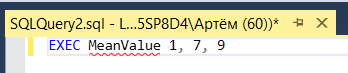 SQLQuery2.sql - L...5SP8D4\Артём (60))*
EXEC MeanValue 1, 7, 9